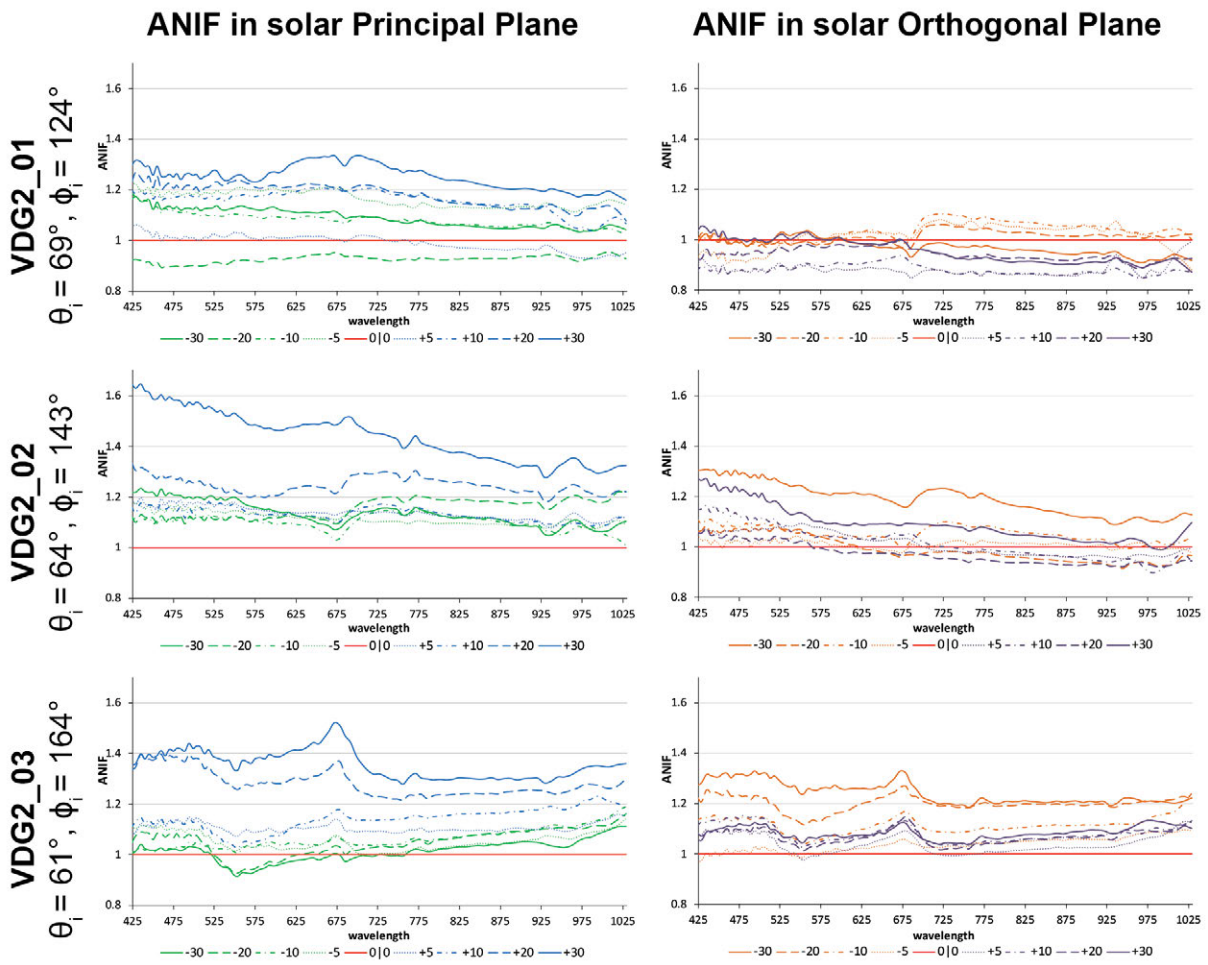 ANIF in solar Principal Plane
ANIF in solar Orthogonal Plane
VDG2_01
θi = 69° , ϕi = 124°
ANIF
1.6
1.4
1.2
1
0.8
425 475 525 575 625 675 725 775 825 875 925 975 1025
wavelength
-30 -20 -10 -5 0|0 +5 +10 +20 +30
ANIF
1.6
1.4
1.2
1
0.8
425 475 525 575 625 675 725 775 825 875 925 975 1025
wavelength
-30 -20 -10 -5 0|0 +5 +10 +20 +30
VDG2_02
θi = 64° , ϕi = 143°
ANIF
1.6
1.4
1.2
1
0.8
425 475 525 575 625 675 725 775 825 875 925 975 1025
wavelength
-30 -20 -10 -5 0|0 +5 +10 +20 +30
ANIF
1.6
1.4
1.2
1
0.8
425 475 525 575 625 675 725 775 825 875 925 975 1025
wavelength
-30 -20 -10 -5 0|0 +5 +10 +20 +30
VDG2_03
θi = 61° , ϕi = 164°
ANIF
1.6
1.4
1.2
1
0.8
425 475 525 575 625 675 725 775 825 875 925 975 1025
wavelength
-30 -20 -10 -5 0|0 +5 +10 +20 +30
ANIF
1.6
1.4
1.2
1
0.8
425 475 525 575 625 675 725 775 825 875 925 975 1025
wavelength
-30 -20 -10 -5 0|0 +5 +10 +20 +30